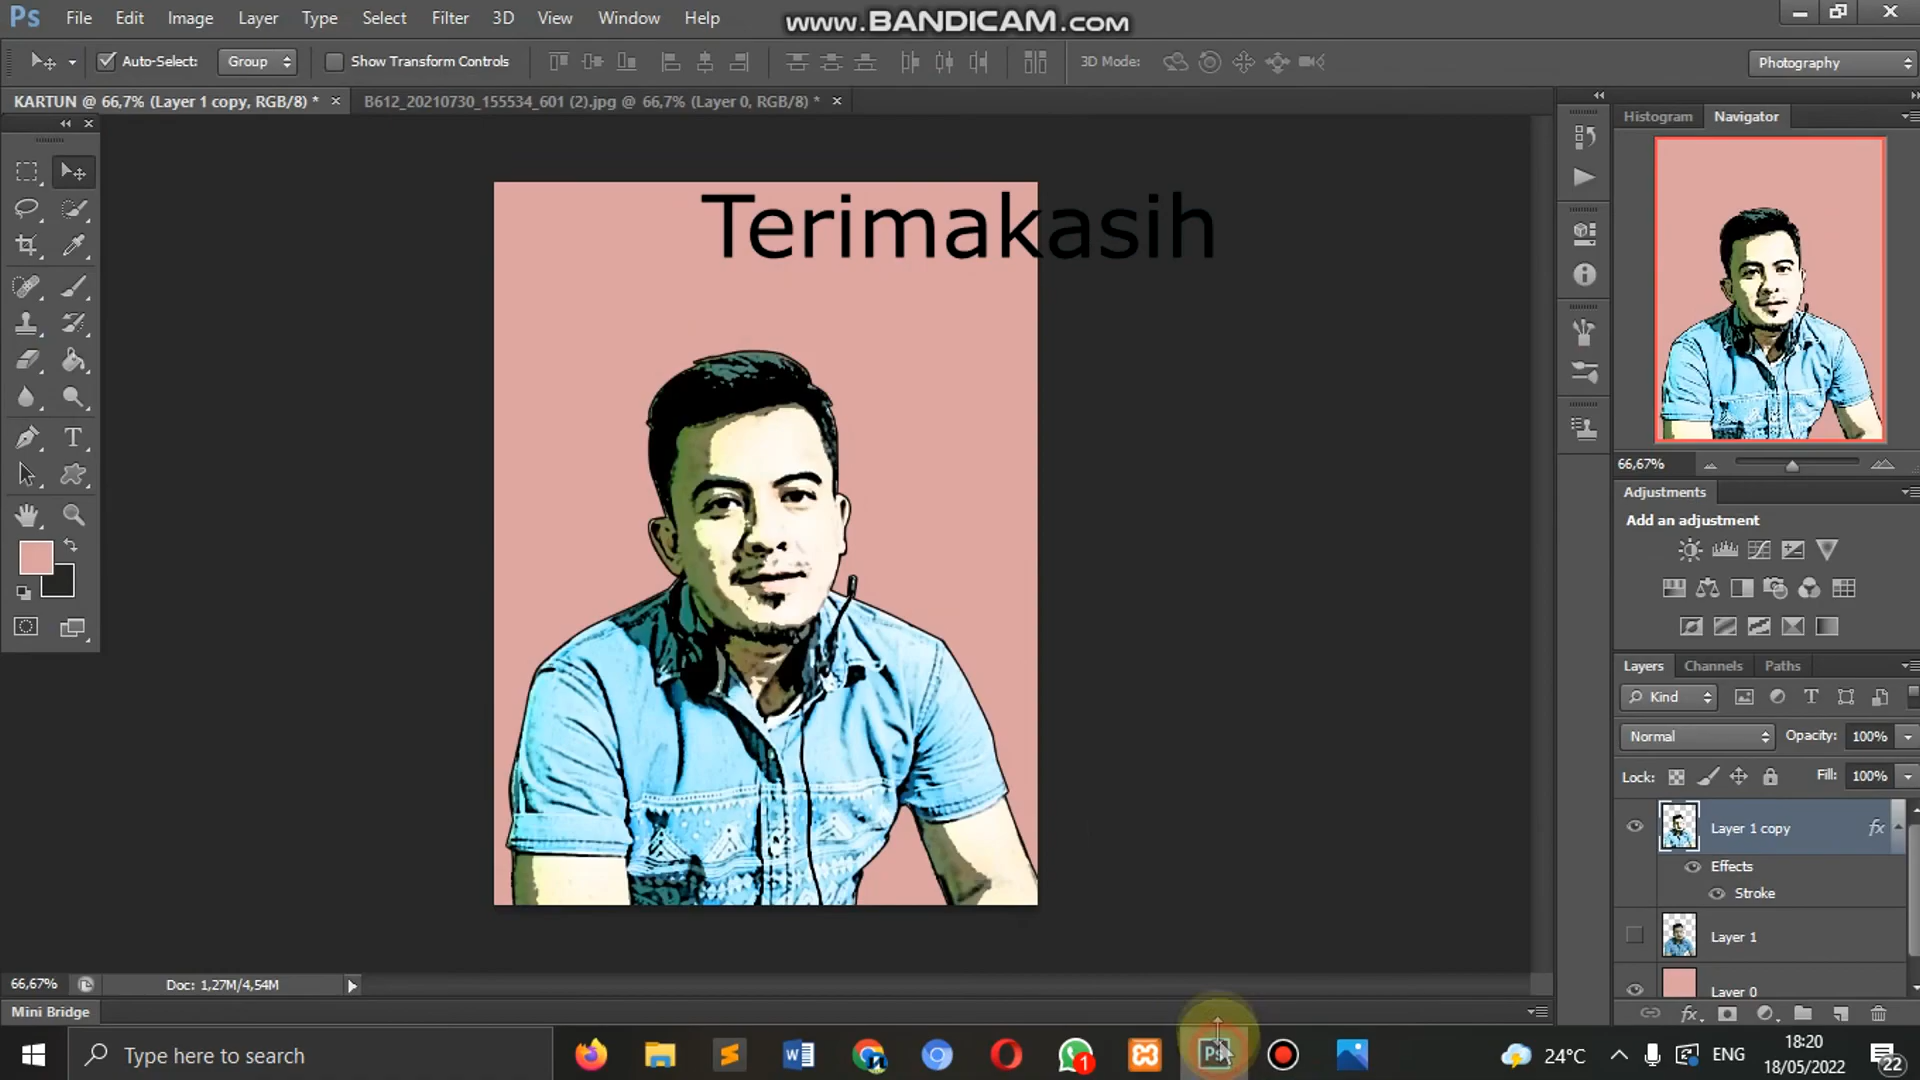 Ps File Edit Image Layer Type Select Filter 3D View Window Help
www.BANDICAM.com
Auto-Select: Group Show Transform Controls 3D Mode: Photography
KARTUN @ 66,7% (Layer 1 copy, RGB/8) * × B612_20210730_155534_601 (2).jpg @ 66,7% (Layer 0, RGB/8) * ×
Histogram Navigator
Terimakasih
66,67%
Adjustments
Add an adjustment
Layers Channels Paths
Kind
Normal Opacity: 100%
Lock: Fill: 100%
Layer 1 copy fx
Effects
Stroke
Layer 1
Layer 0
66,67% Doc: 1,27M/4,54M
Mini Bridge
Type here to search
1
Ps
24°C ENG
18:20
18/05/2022
22